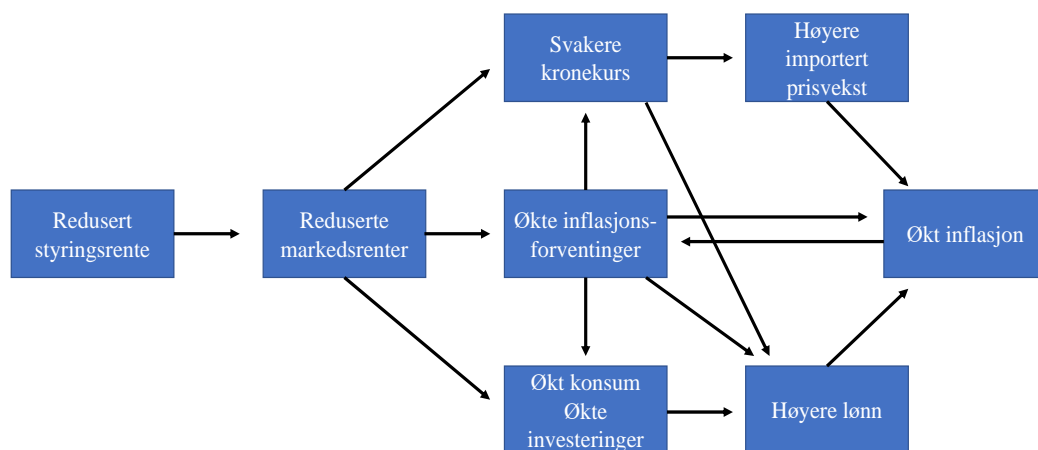 Svakere
kronekurs
Høyere
importert
prisvekst
Redusert
styringsrente
Reduserte
markedsrenter
Økte inflasjons-
forventinger
Økt inflasjon
Økt konsum
Økte
investeringer
Høyere lønn